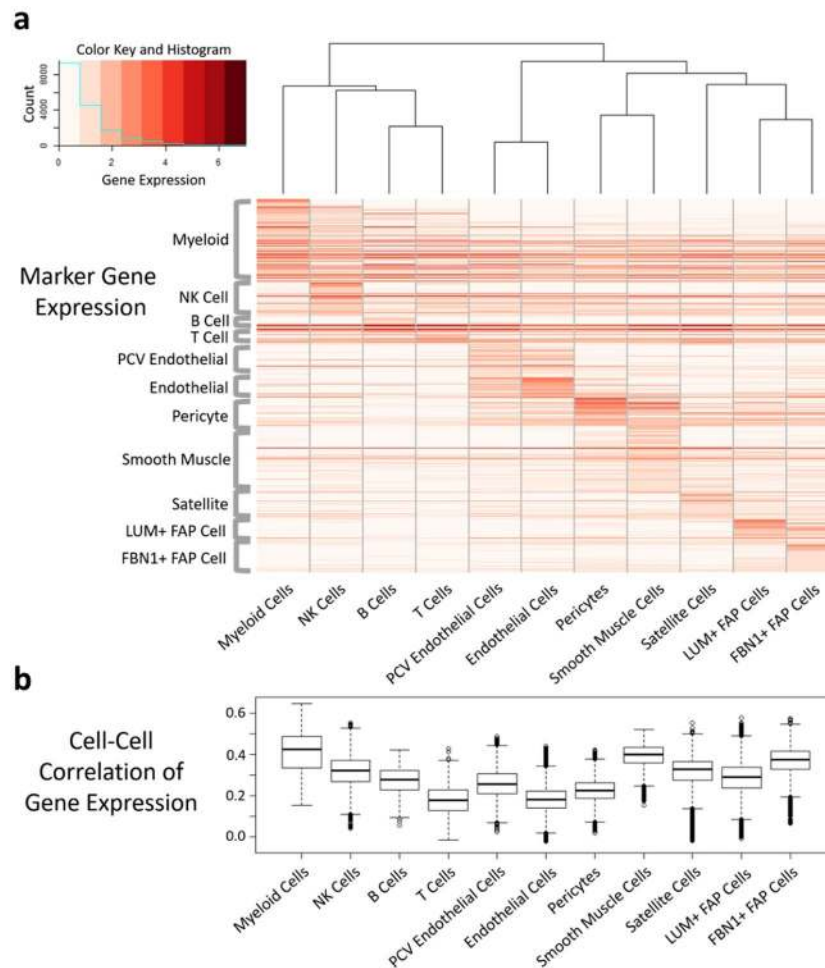 a
Color Key and Histogram
Count
0 4000 8000
0 2 4 6
Gene Expression
Marker Gene
Expression
Myeloid
NK Cell
B Cell
T Cell
PCV Endothelial
Endothelial
Pericyte
Smooth Muscle
Satellite
LUM+ FAP Cell
FBN1+ FAP Cell
Myeloid Cells
NK Cells
B Cells
T Cells
PCV Endothelial Cells
Endothelial Cells
Pericytes
Smooth Muscle Cells
Satellite Cells
LUM+ FAP Cells
FBN1+ FAP Cells
b
Cell-Cell
Correlation of
Gene Expression
0.6
0.4
0.2
0.0
Myeloid Cells
NK Cells
B Cells
T Cells
PCV Endothelial Cells
Endothelial Cells
Pericytes
Smooth Muscle Cells
Satellite Cells
LUM+ FAP Cells
FBN1+ FAP Cells